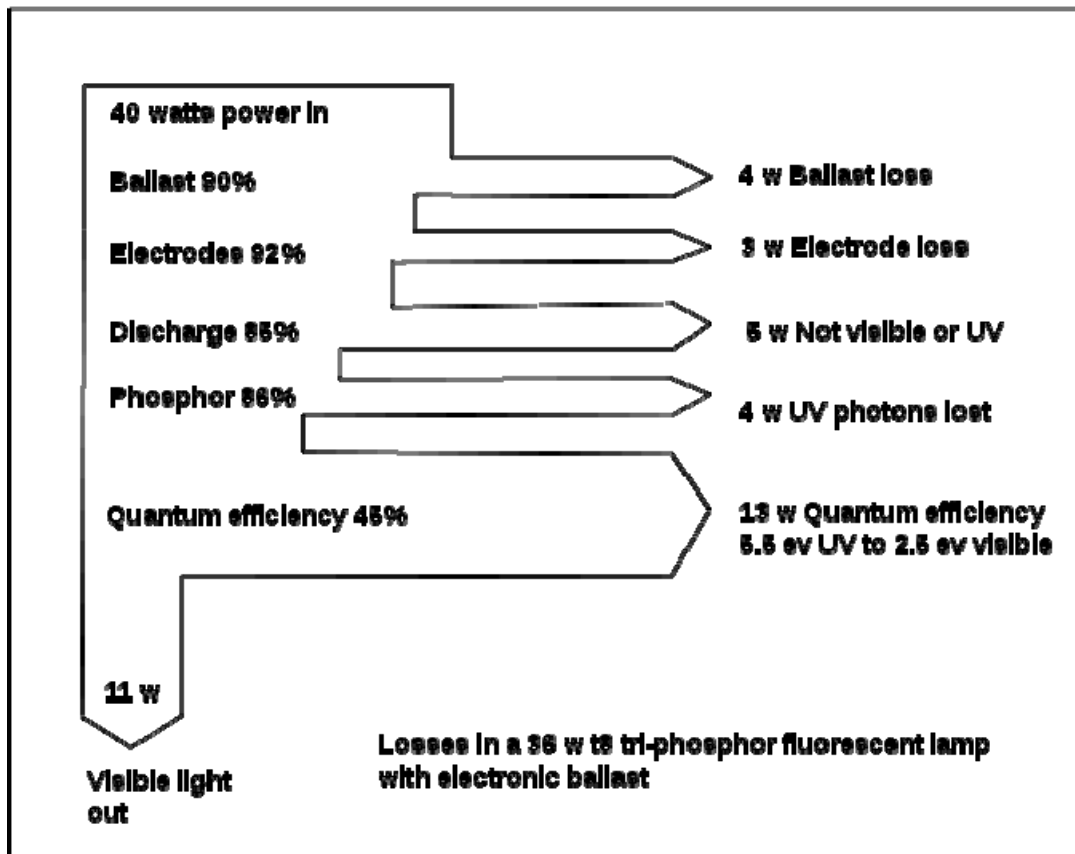 40 watts power in
Ballast 90%
4 w Ballast loss
Electrodes 92%
3 w Electrode loss
Discharge 85%
5 w Not visible or UV
Phosphor 86%
4 w UV photons lost
Quantum efficiency 45%
13 w Quantum efficiency
5.5 ev UV to 2.5 ev visible
11 w
Visible light
out
Losses in a 36 w t8 tri-phosphor fluorescent lamp
with electronic ballast